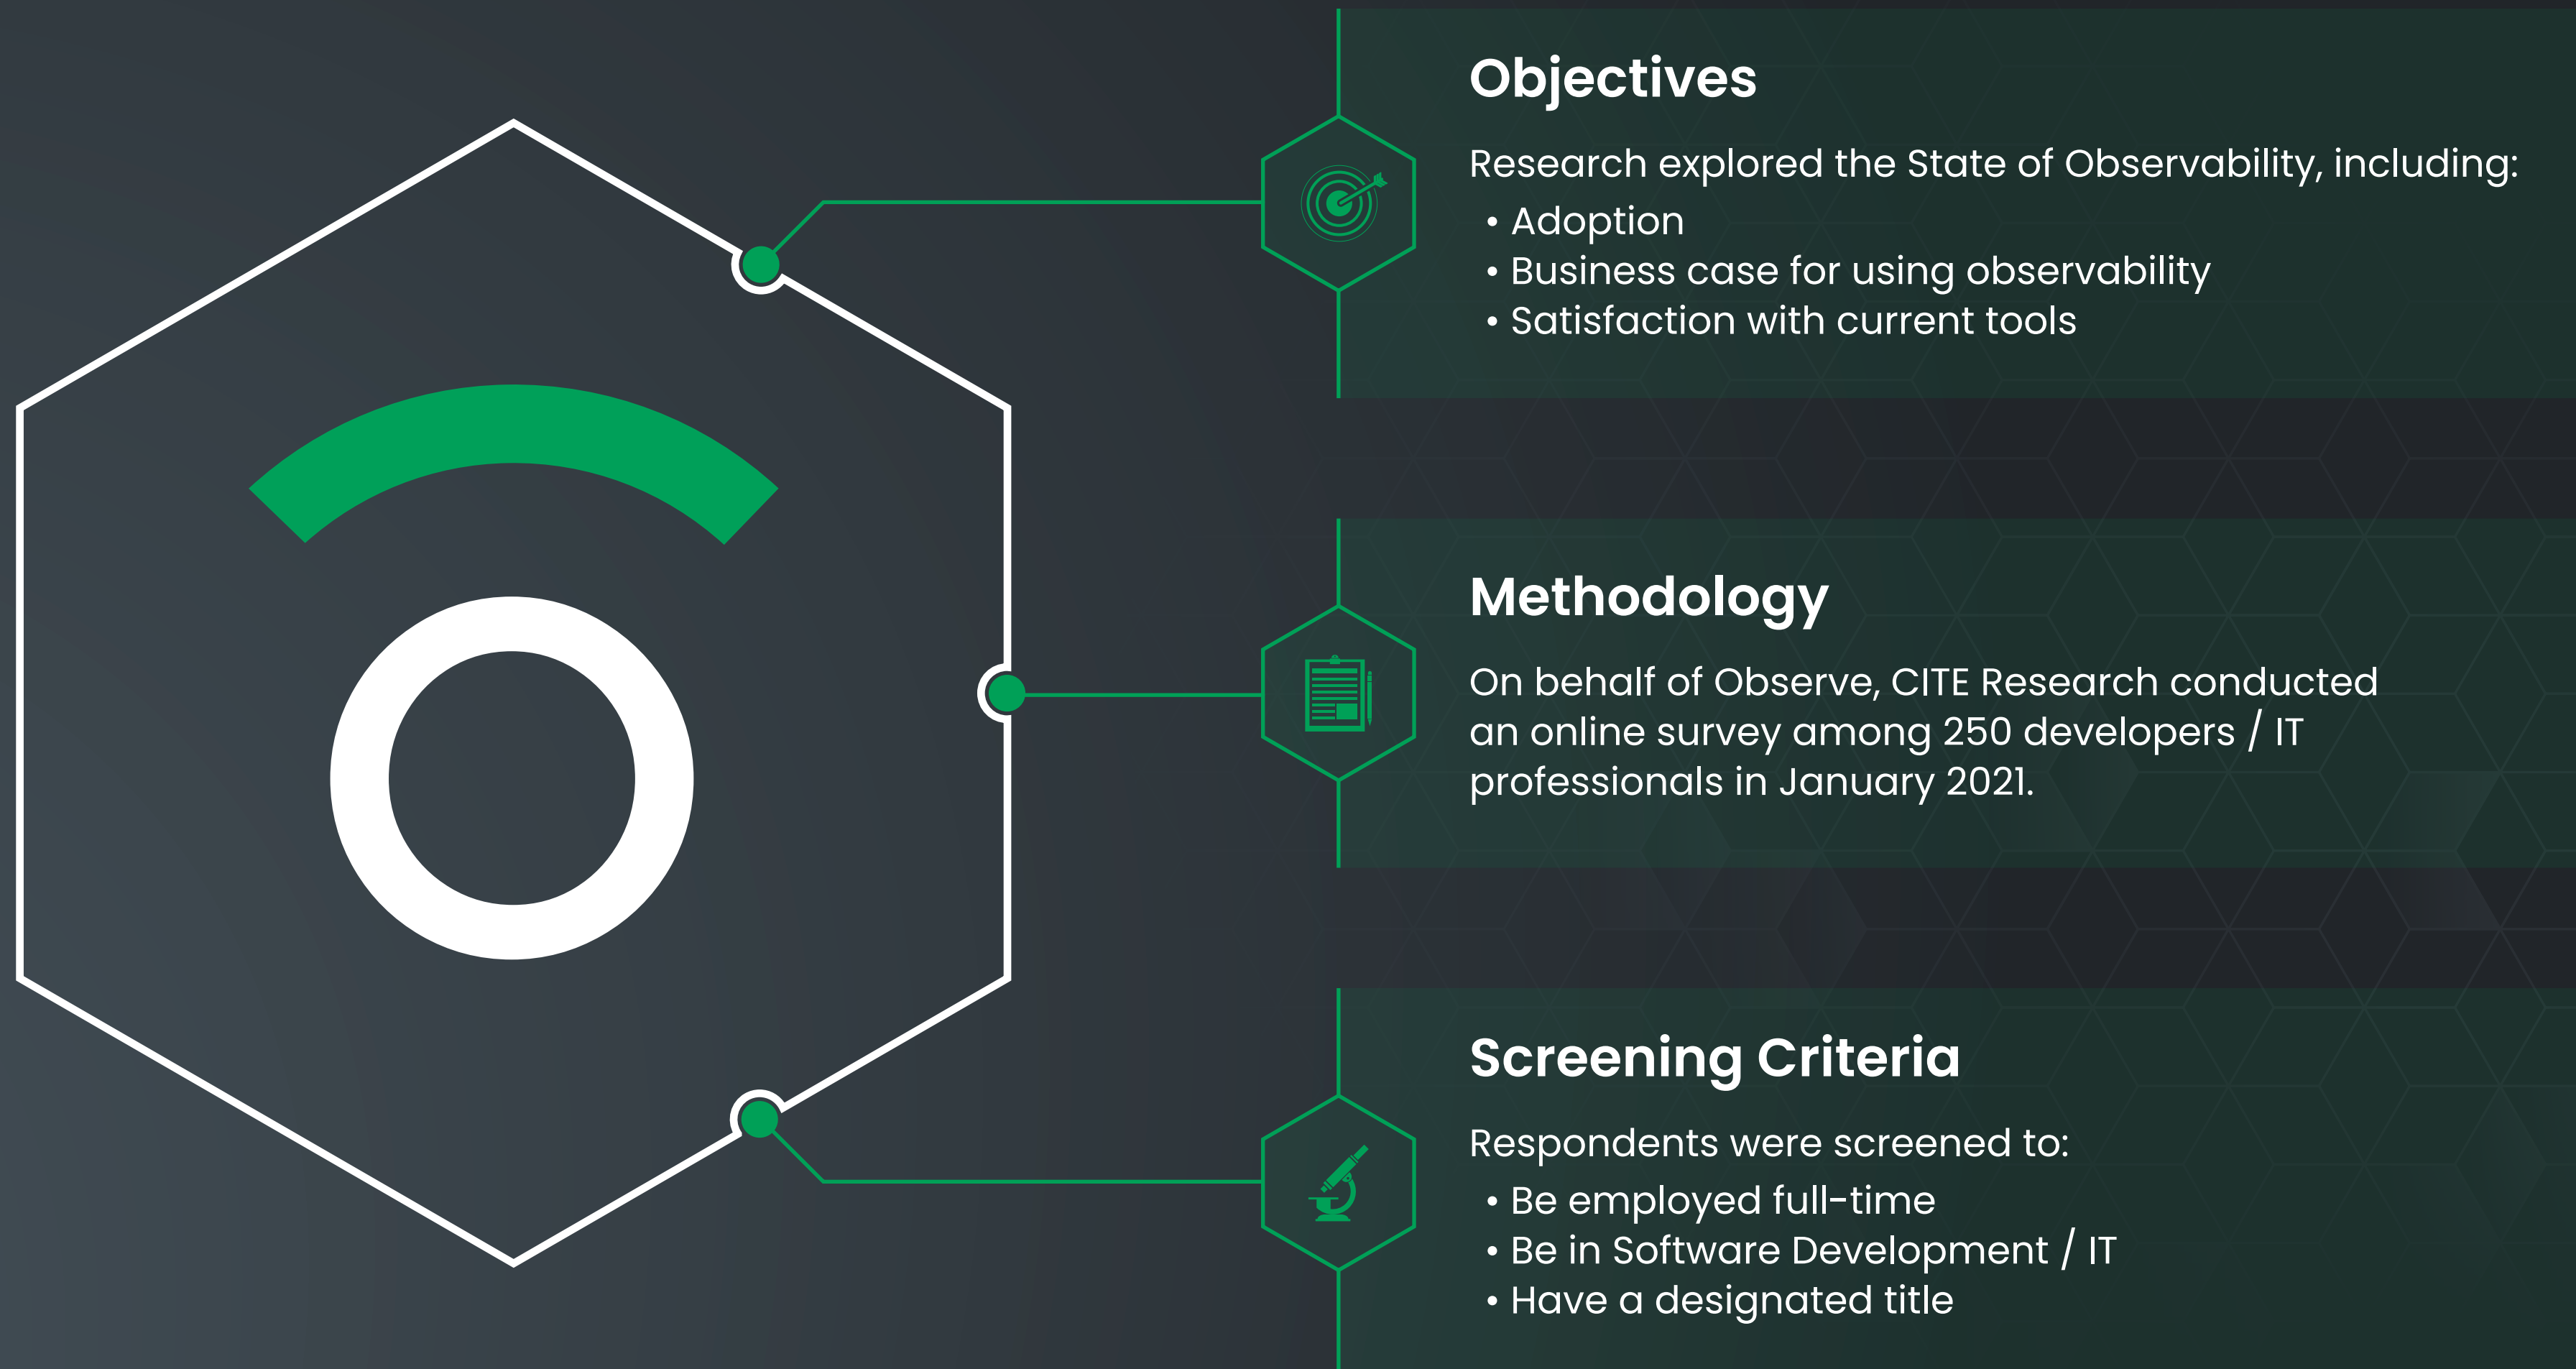 Objectives
Research explored the State of Observability, including:
• Adoption
• Business case for using observability
• Satisfaction with current tools
Methodology
On behalf of Observe, CITE Research conducted
an online survey among 250 developers / IT
professionals in January 2021.
Screening Criteria
Respondents were screened to:
• Be employed full-time
• Be in Software Development / IT
• Have a designated title